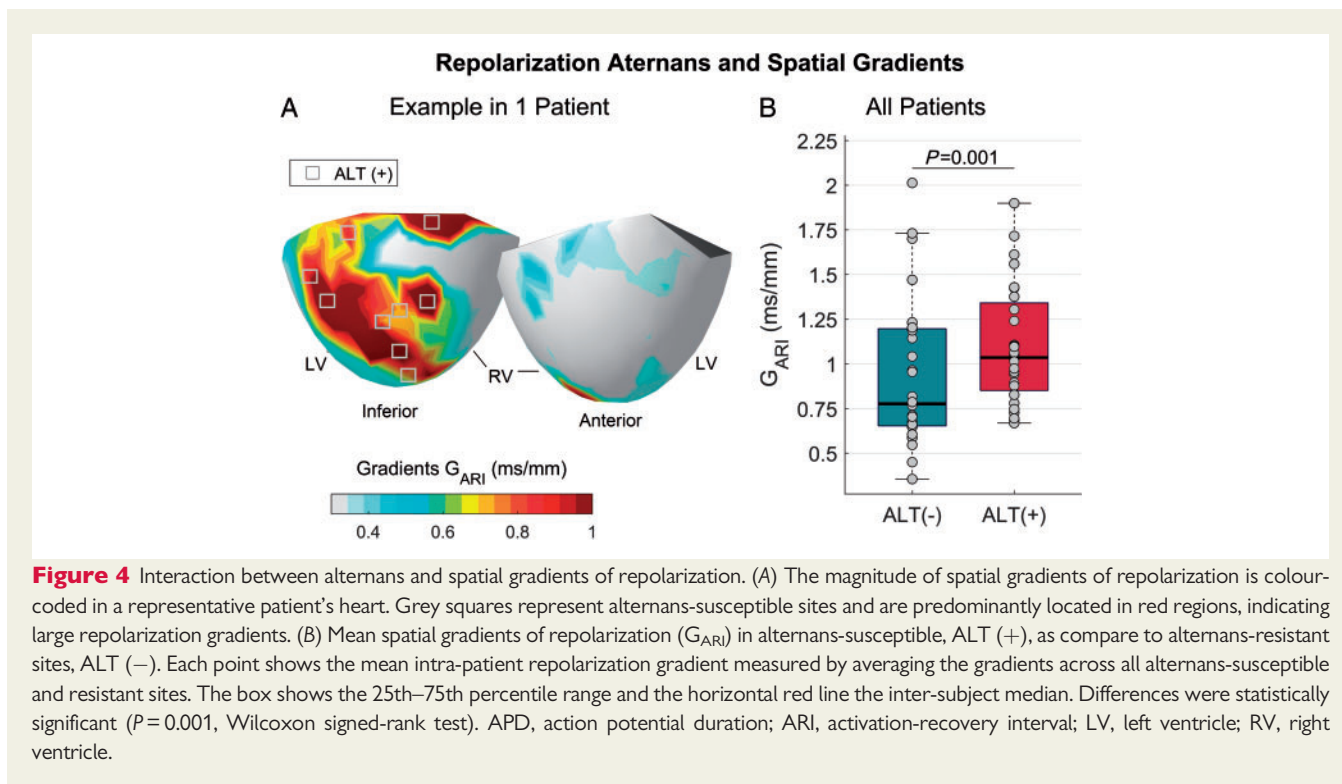 Repolarization Aternans and Spatial Gradients
A Example in 1 Patient
ALT (+)
LV
RV
LV
Inferior
Anterior
Gradients G_ARI (ms/mm)
0.4 0.6 0.8 1
B All Patients
2.25
2
1.75
1.5
1.25
1
0.75
0.5
G_ARI (ms/mm)
P=0.001
ALT(-) ALT(+)
Figure 4 Interaction between alternans and spatial gradients of repolarization. (A) The magnitude of spatial gradients of repolarization is colour-
coded in a representative patient's heart. Grey squares represent alternans-susceptible sites and are predominantly located in red regions, indicating
large repolarization gradients. (B) Mean spatial gradients of repolarization (G_ARI) in alternans-susceptible, ALT (+), as compare to alternans-resistant
sites, ALT (−). Each point shows the mean intra-patient repolarization gradient measured by averaging the gradients across all alternans-susceptible
and resistant sites. The box shows the 25th–75th percentile range and the horizontal red line the inter-subject median. Differences were statistically
significant (P = 0.001, Wilcoxon signed-rank test). APD, action potential duration; ARI, activation-recovery interval; LV, left ventricle; RV, right
ventricle.